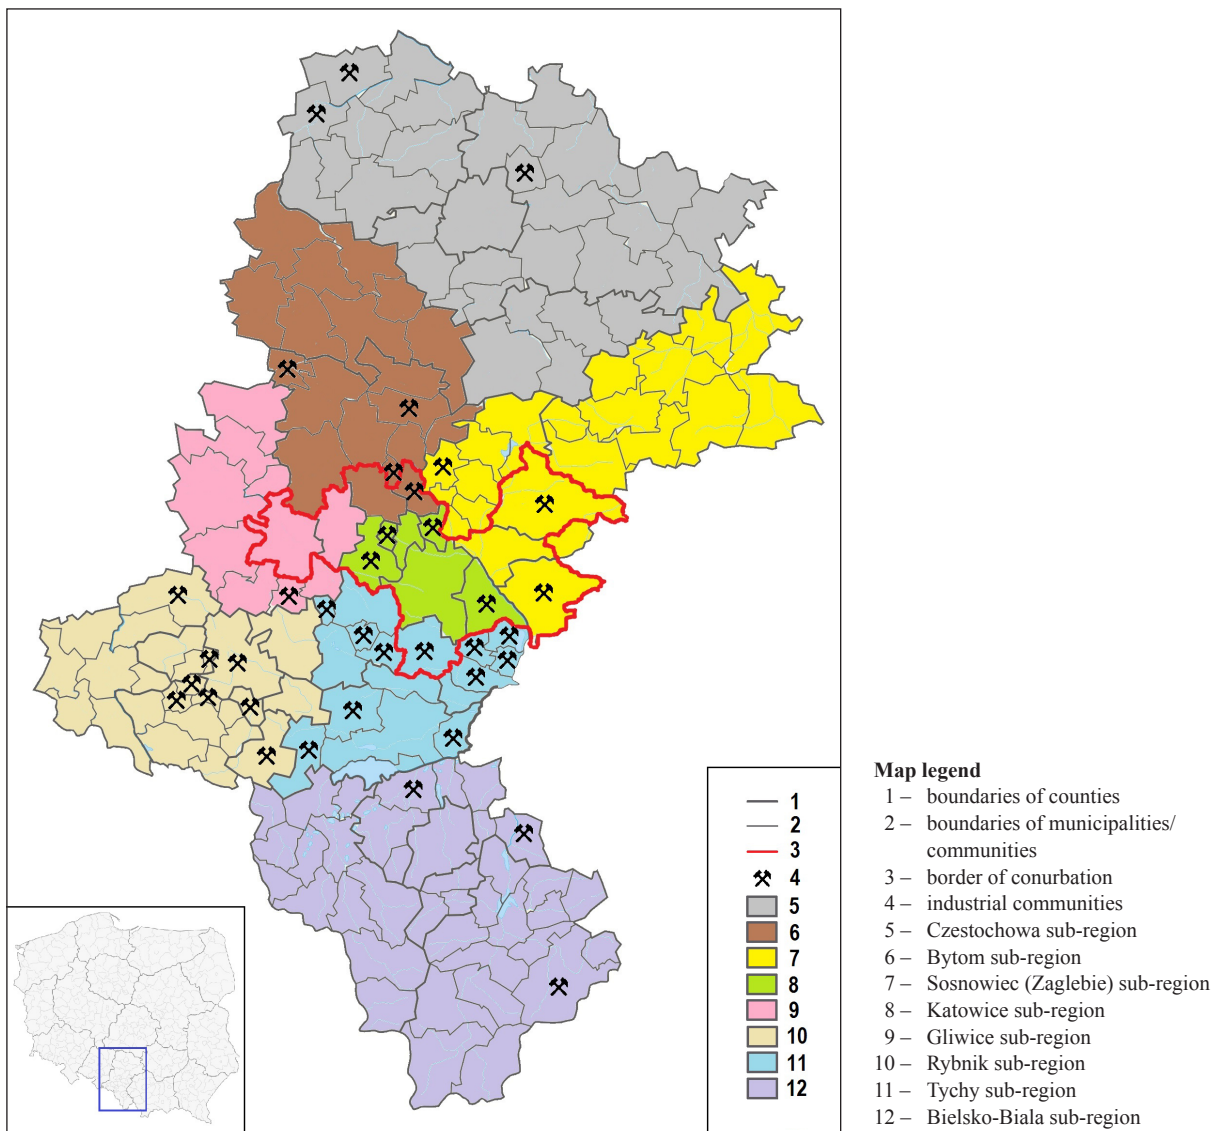 1
2
3
4
5
6
7
8
9
10
11
12
Map legend
1 – boundaries of counties
2 – boundaries of municipalities/
communities
3 – border of conurbation
4 – industrial communities
5 – Czestochowa sub-region
6 – Bytom sub-region
7 – Sosnowiec (Zaglebie) sub-region
8 – Katowice sub-region
9 – Gliwice sub-region
10 – Rybnik sub-region
11 – Tychy sub-region
12 – Bielsko-Biala sub-region